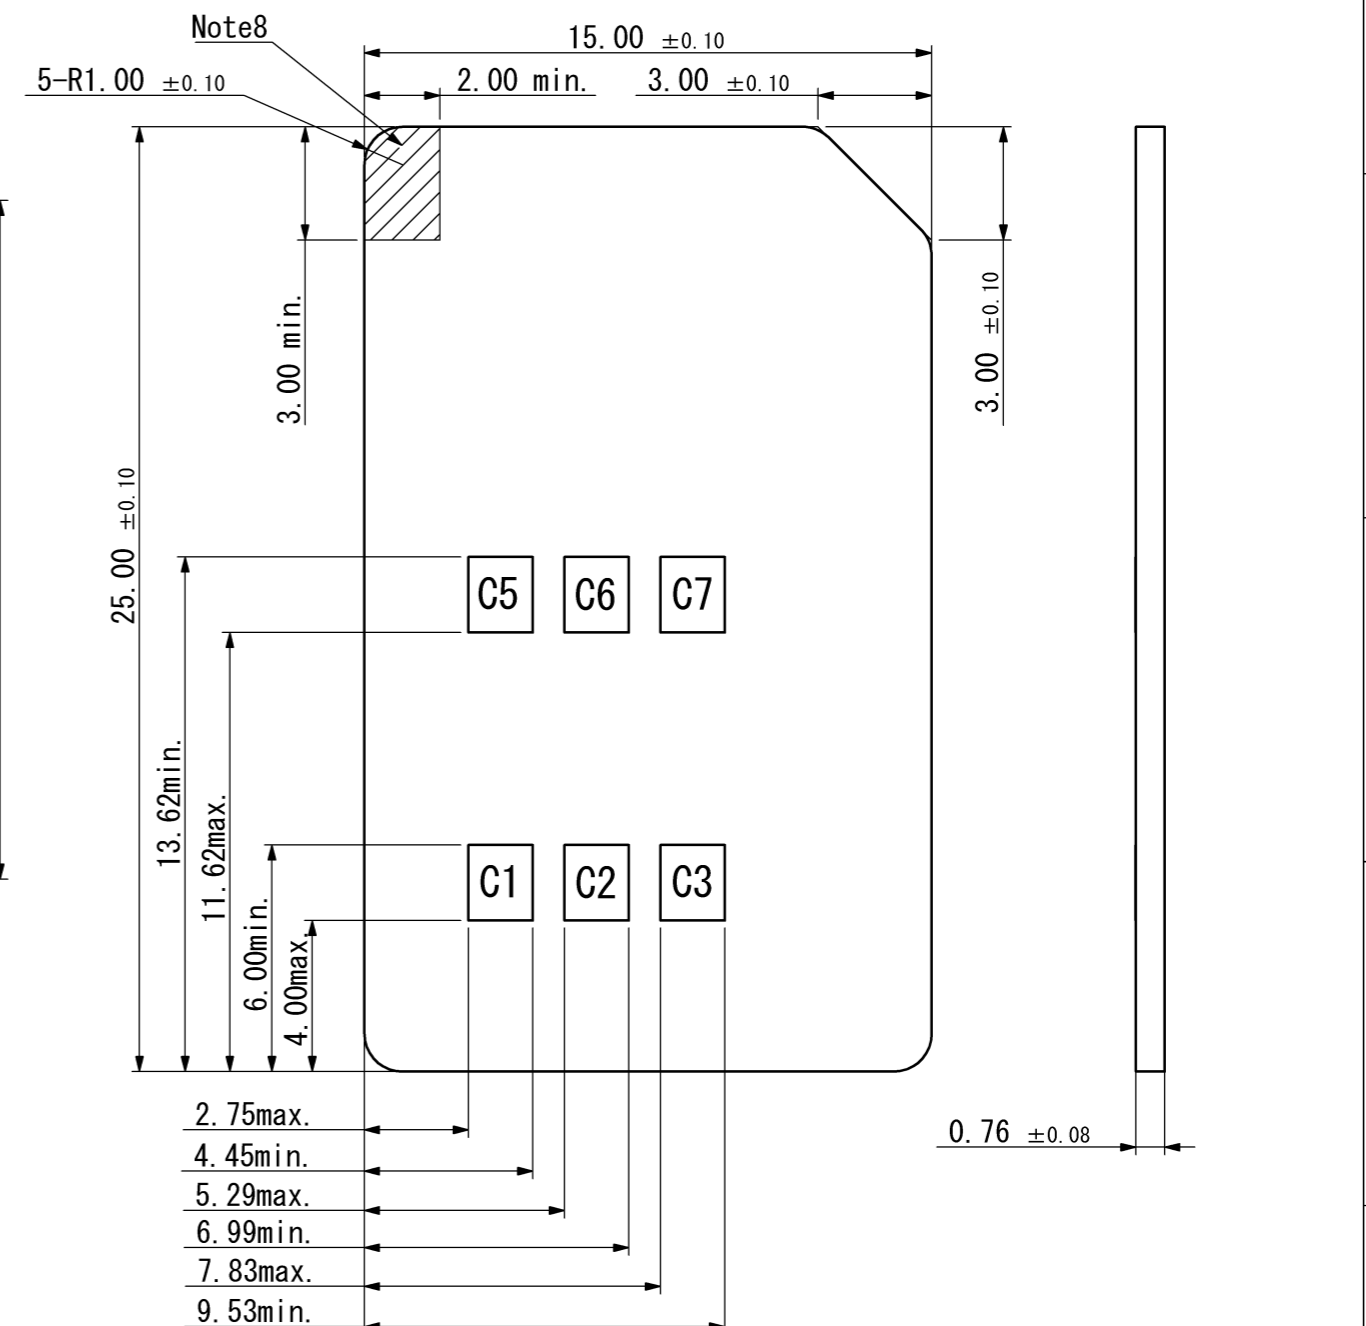 Note8
15.00 ±0.10
5-R1.00 ±0.10
2.00 min.
3.00 ±0.10
3.00 min.
3.00 ±0.10
25.00 ±0.10
C5
C6
C7
13.62min.
11.62max.
6.00min.
4.00max.
C1
C2
C3
2.75max.
4.45min.
5.29max.
6.99min.
7.83max.
9.53min.
0.76 ±0.08